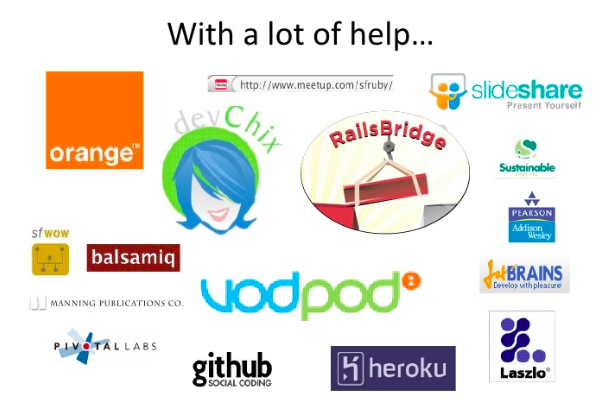 With a lot of help...
http://www.meetup.com/sfruby/
slideshare
Present Yourself
orange™
devChix
RailsBridge
Sustainable
PEARSON
Addison
Wesley
sfwow
balsamiq
JetBRAINS
Develop with pleasure!
MANNING PUBLICATIONS CO.
vodpod
PIVOTAL LABS
github
SOCIAL CODING
heroku
Laszlo®